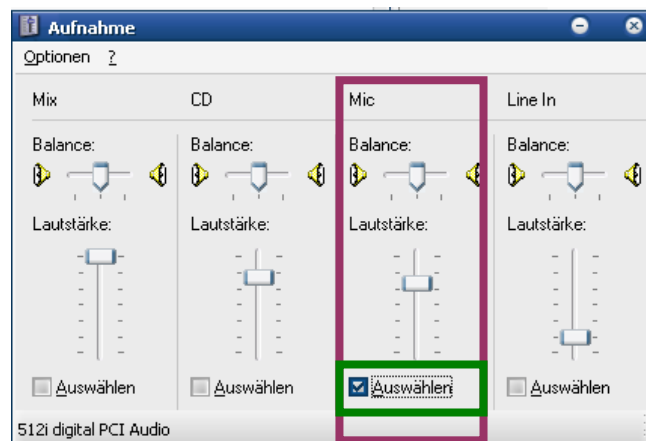 Aufnahme
Optionen ?
Mix CD Mic Line In
Balance: Balance: Balance: Balance:
Lautstärke: Lautstärke: Lautstärke: Lautstärke:
Auswählen Auswählen Auswählen Auswählen
512i digital PCI Audio